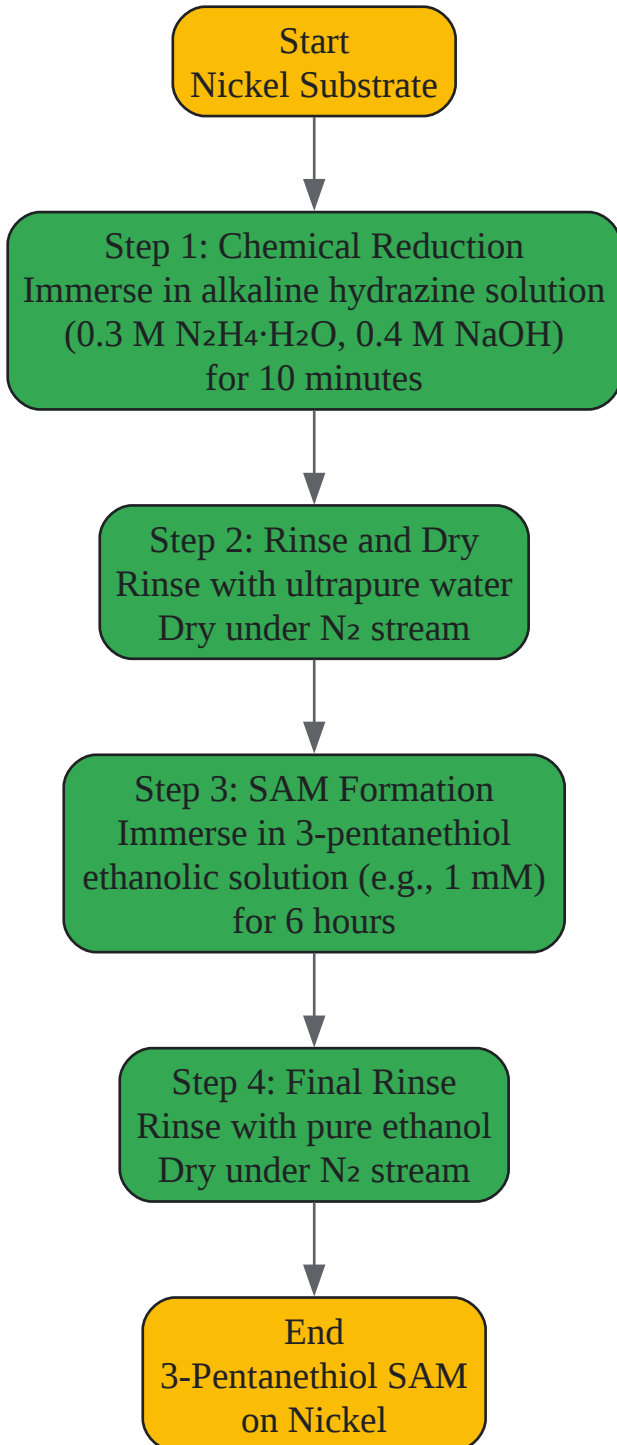 Start
Nickel Substrate
Step 1: Chemical Reduction
Immerse in alkaline hydrazine solution
(0.3 M N₂H₄·H₂O, 0.4 M NaOH)
for 10 minutes
Step 2: Rinse and Dry
Rinse with ultrapure water
Dry under N₂ stream
Step 3: SAM Formation
Immerse in 3-pentanethiol
ethanolic solution (e.g., 1 mM)
for 6 hours
Step 4: Final Rinse
Rinse with pure ethanol
Dry under N₂ stream
End
3-Pentanethiol SAM
on Nickel